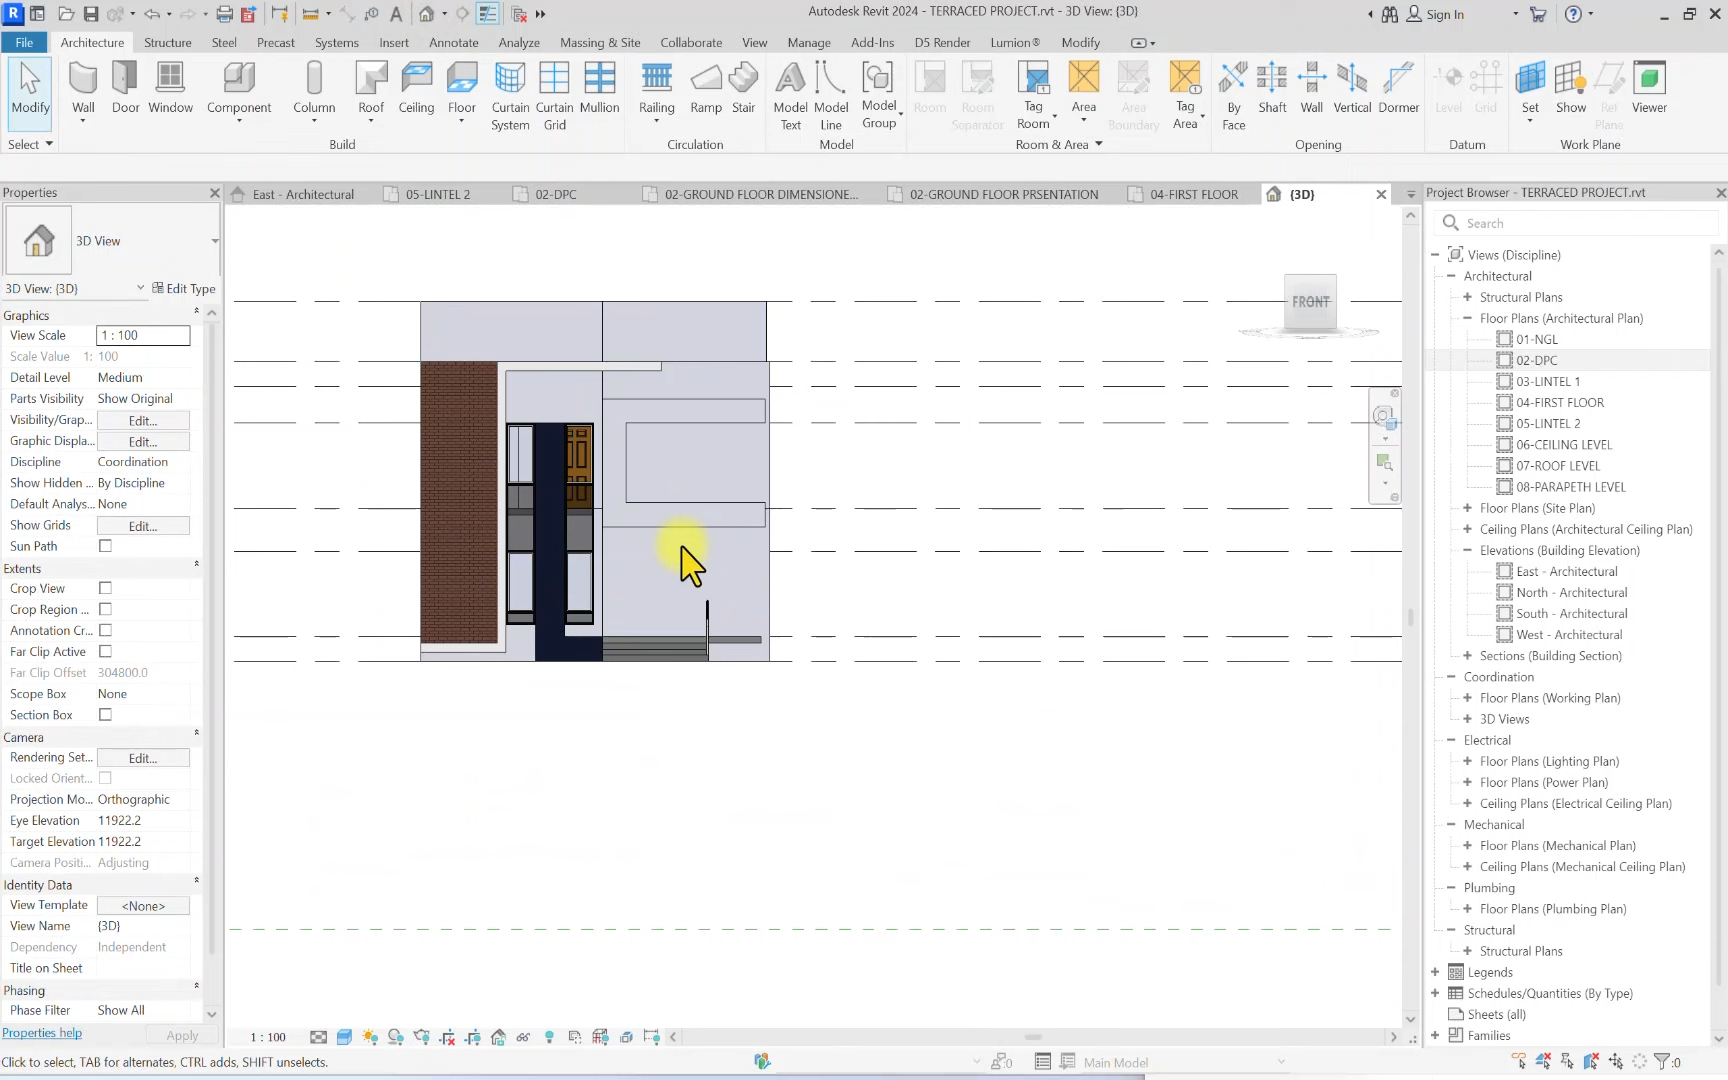 Autodesk Revit 2024 - TERRACED PROJECT.rvt - 3D View: {3D}
Sign In
File
Architecture
Structure
Steel
Precast
Systems
Insert
Annotate
Analyze
Massing & Site
Collaborate
View
Manage
Add-Ins
D5 Render
Lumion®
Modify
Modify
Wall
Door
Window
Component
Column
Roof
Ceiling
Floor
Curtain System
Curtain Grid
Mullion
Railing
Ramp
Stair
Model Text
Model Line
Model Group
Room
Room Separator
Tag Room
Area
Area Boundary
Tag Area
By Face
Shaft
Wall
Vertical
Dormer
Level
Grid
Set
Show
Ref Plane
Viewer
Select
Build
Circulation
Model
Room & Area
Opening
Datum
Work Plane
Properties
East - Architectural
05-LINTEL 2
02-DPC
02-GROUND FLOOR DIMENSIONE...
02-GROUND FLOOR PRSENTATION
04-FIRST FLOOR
{3D}
3D View
3D View: {3D}
Edit Type
Graphics
View Scale 1 : 100
Scale Value 1: 100
Detail Level Medium
Parts Visibility Show Original
Visibility/Grap... Edit...
Graphic Displa... Edit...
Discipline Coordination
Show Hidden ... By Discipline
Default Analys... None
Show Grids Edit...
Sun Path
Extents
Crop View
Crop Region ...
Annotation Cr...
Far Clip Active
Far Clip Offset 304800.0
Scope Box None
Section Box
Camera
Rendering Set... Edit...
Locked Orient...
Projection Mo... Orthographic
Eye Elevation 11922.2
Target Elevation 11922.2
Camera Positi... Adjusting
Identity Data
View Template <None>
View Name {3D}
Dependency Independent
Title on Sheet
Phasing
Phase Filter Show All
Properties help
Apply
FRONT
Project Browser - TERRACED PROJECT.rvt
Search
Views (Discipline)
Architectural
Structural Plans
Floor Plans (Architectural Plan)
01-NGL
02-DPC
03-LINTEL 1
04-FIRST FLOOR
05-LINTEL 2
06-CEILING LEVEL
07-ROOF LEVEL
08-PARAPETH LEVEL
Floor Plans (Site Plan)
Ceiling Plans (Architectural Ceiling Plan)
Elevations (Building Elevation)
East - Architectural
North - Architectural
South - Architectural
West - Architectural
Sections (Building Section)
Coordination
Floor Plans (Working Plan)
3D Views
Electrical
Floor Plans (Lighting Plan)
Floor Plans (Power Plan)
Ceiling Plans (Electrical Ceiling Plan)
Mechanical
Floor Plans (Mechanical Plan)
Ceiling Plans (Mechanical Ceiling Plan)
Plumbing
Floor Plans (Plumbing Plan)
Structural
Structural Plans
Legends
Schedules/Quantities (By Type)
Sheets (all)
Families
1 : 100
Click to select, TAB for alternates, CTRL adds, SHIFT unselects.
:0
Main Model
:0